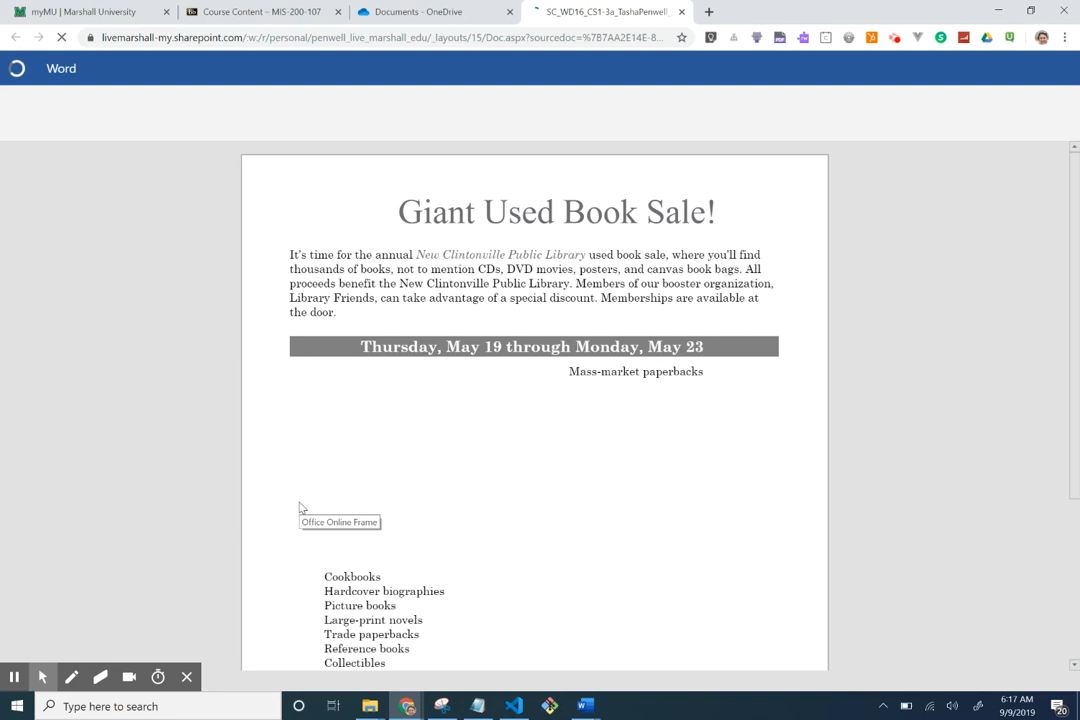 myMU | Marshall University
Course Content – MIS-200-107
Documents - OneDrive
SC_WD16_CS1-3a_TashaPenwell_
livemarshall-my.sharepoint.com/:w:/r/personal/penwell_live_marshall_edu/_layouts/15/Doc.aspx?sourcedoc=%7B7AA2E14E-8...
Word
Giant Used Book Sale!
It's time for the annual New Clintonville Public Library used book sale, where you'll find
thousands of books, not to mention CDs, DVD movies, posters, and canvas book bags. All
proceeds benefit the New Clintonville Public Library. Members of our booster organization,
Library Friends, can take advantage of a special discount. Memberships are available at
the door.
Thursday, May 19 through Monday, May 23
Mass-market paperbacks
Office Online Frame
Cookbooks
Hardcover biographies
Picture books
Large-print novels
Trade paperbacks
Reference books
Collectibles
Type here to search
6:17 AM
9/9/2019
20